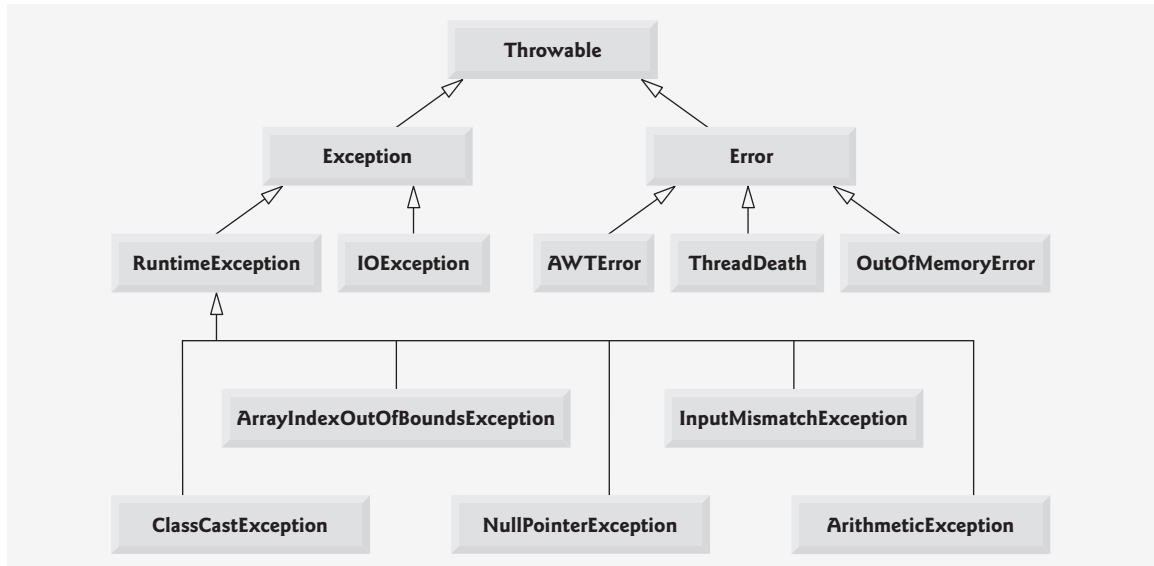 Throwable
Exception
Error
RuntimeException
IOException
AWTError
ThreadDeath
OutOfMemoryError
ArrayIndexOutOfBoundsException
InputMismatchException
ClassCastException
NullPointerException
ArithmeticException